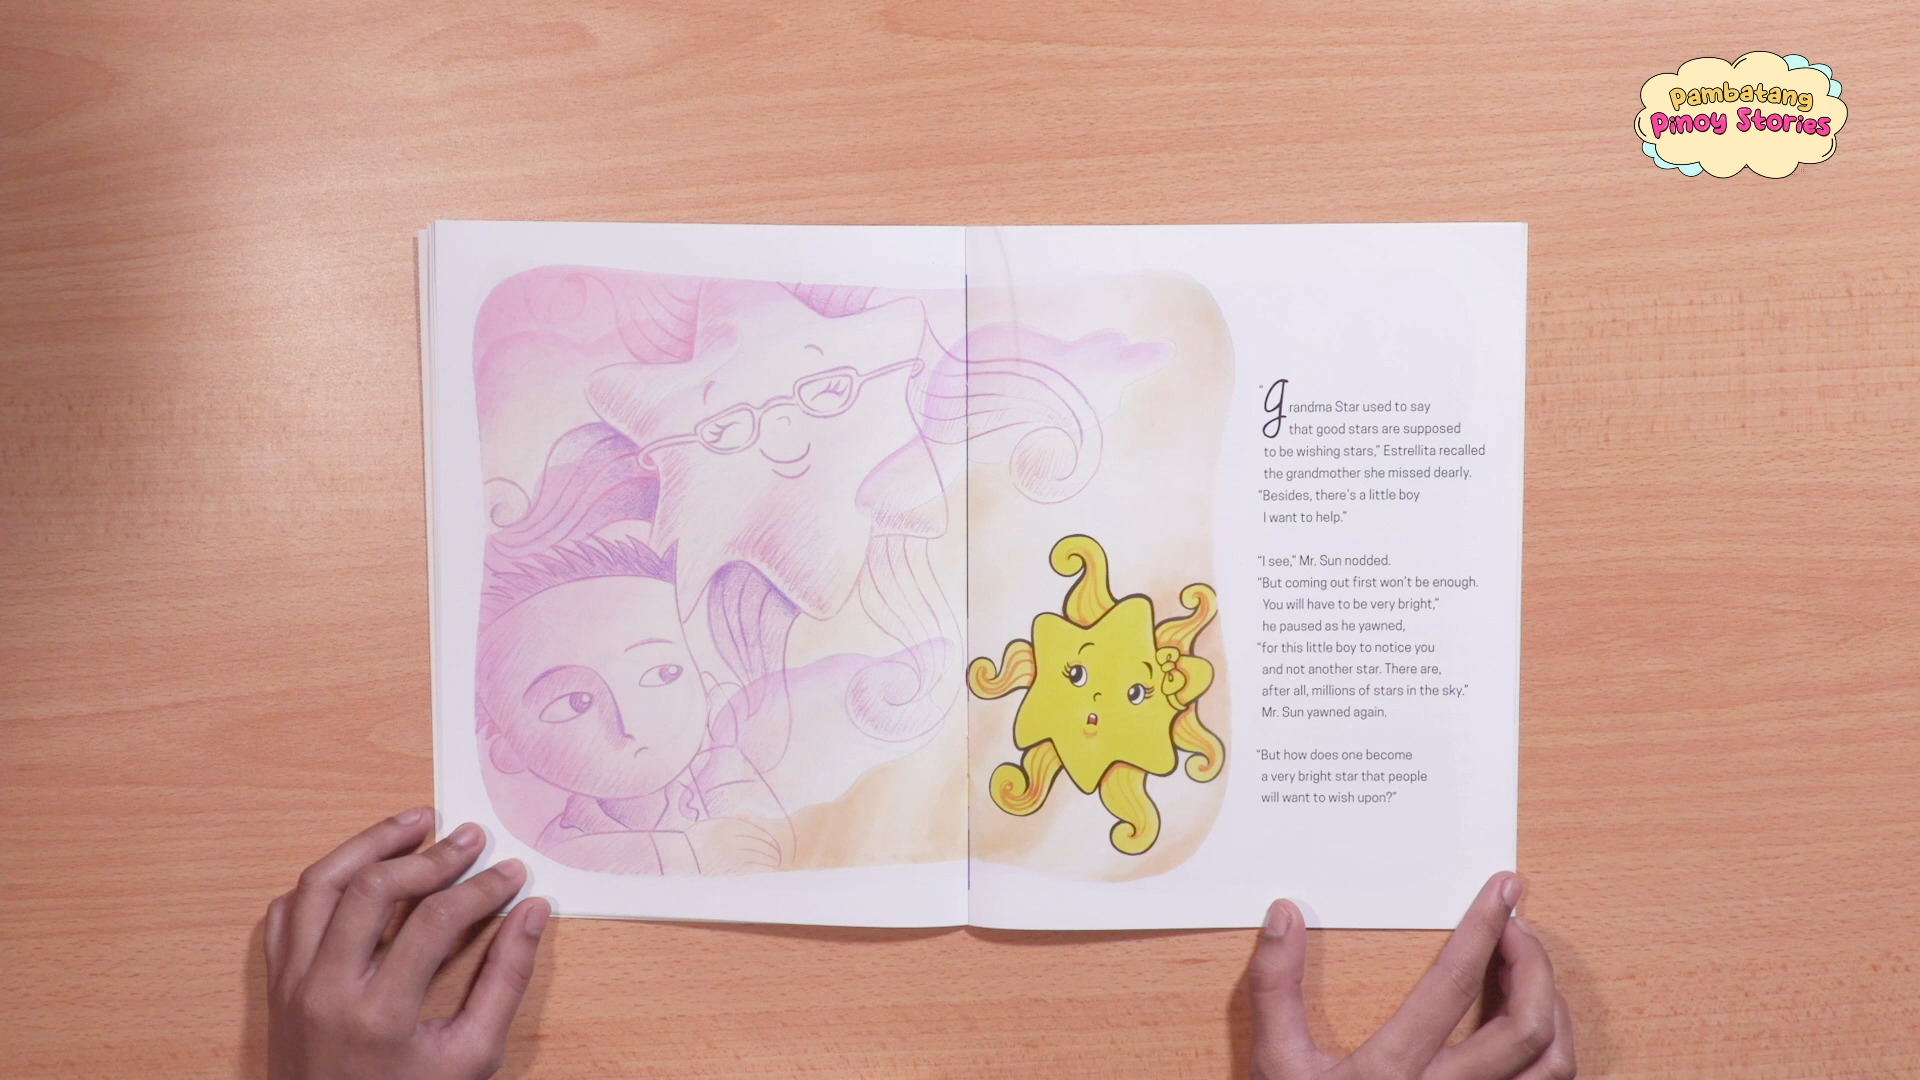 Pambatang
Pinoy Stories
“Grandma Star used to say
that good stars are supposed
to be wishing stars,” Estrellita recalled
the grandmother she missed dearly.
“Besides, there’s a little boy
I want to help.”
“I see,” Mr. Sun nodded.
“But coming out first won’t be enough.
You will have to be very bright,”
he paused as he yawned,
“for this little boy to notice you
and not another star. There are,
after all, millions of stars in the sky.”
Mr. Sun yawned again.
“But how does one become
a very bright star that people
will want to wish upon?”